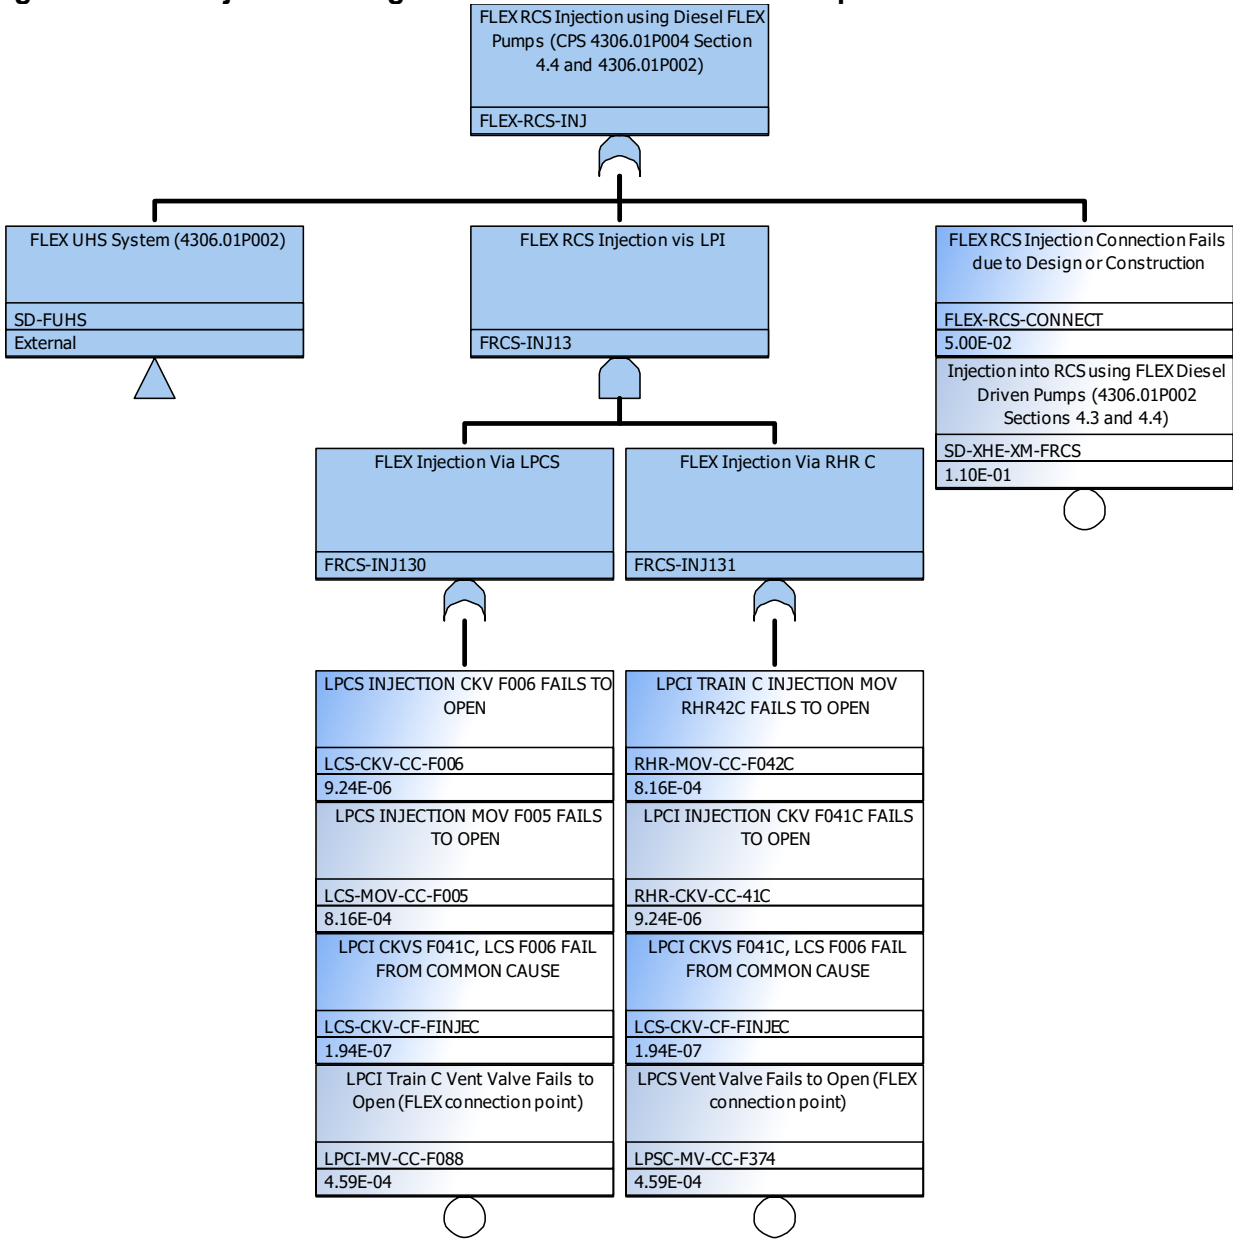 FLEX RCS Injection using Diesel FLEX
Pumps (CPS 4306.01P004 Section
4.4 and 4306.01P002)
FLEX-RCS-INJ
FLEX UHS System (4306.01P002)
SD-FUHS
External
FLEX RCS Injection vis LPI
FRCS-INJ13
FLEX RCS Injection Connection Fails
due to Design or Construction
FLEX-RCS-CONNECT
5.00E-02
Injection into RCS using FLEX Diesel
Driven Pumps (4306.01P002
Sections 4.3 and 4.4)
SD-XHE-XM-FRCS
1.10E-01
FLEX Injection Via LPCS
FRCS-INJ130
FLEX Injection Via RHR C
FRCS-INJ131
LPCS INJECTION CKV F006 FAILS TO
OPEN
LCS-CKV-CC-F006
9.24E-06
LPCS INJECTION MOV F005 FAILS
TO OPEN
LCS-MOV-CC-F005
8.16E-04
LPCI CKVS F041C, LCS F006 FAIL
FROM COMMON CAUSE
LCS-CKV-CF-FINJEC
1.94E-07
LPCI Train C Vent Valve Fails to
Open (FLEX connection point)
LPCI-MV-CC-F088
4.59E-04
LPCI TRAIN C INJECTION MOV
RHR42C FAILS TO OPEN
RHR-MOV-CC-F042C
8.16E-04
LPCI INJECTION CKV F041C FAILS
TO OPEN
RHR-CKV-CC-41C
9.24E-06
LPCI CKVS F041C, LCS F006 FAIL
FROM COMMON CAUSE
LCS-CKV-CF-FINJEC
1.94E-07
LPCS Vent Valve Fails to Open (FLEX
connection point)
LPSC-MV-CC-F374
4.59E-04